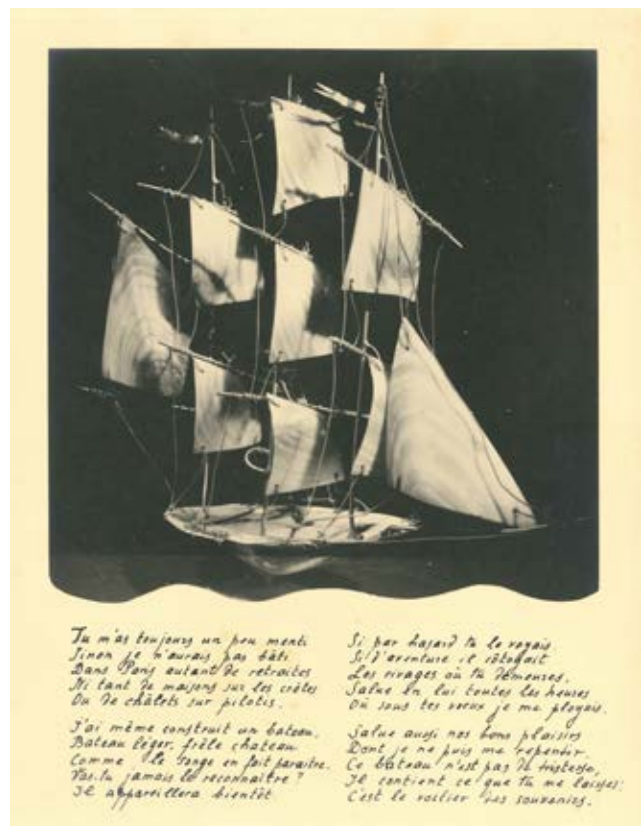 Tu m'as toujours un peu menti
Sinon je n'aurais pas bâti
Dans Paris autant de retraites
Ni tant de maisons sur les crêtes
Ou de châlets sur pilotis.
J'ai même construit un bateau.
Bateau léger, frêle chateau
Comme le songe en fait paraître.
Vas-tu jamais le reconnaître ?
Il appareillera bientôt
Si par hasard tu le voyais
Si d'aventure il côtoyait
Les rivages où tu demeures,
Salue en lui toutes les heures
Où sous tes vœux je me ployais.
Salue aussi nos bons plaisirs
Dont je ne puis me repentir.
Ce bateau n'est pas de tristesse,
Il contient ce que tu me laisses:
C'est le voilier des souvenirs.